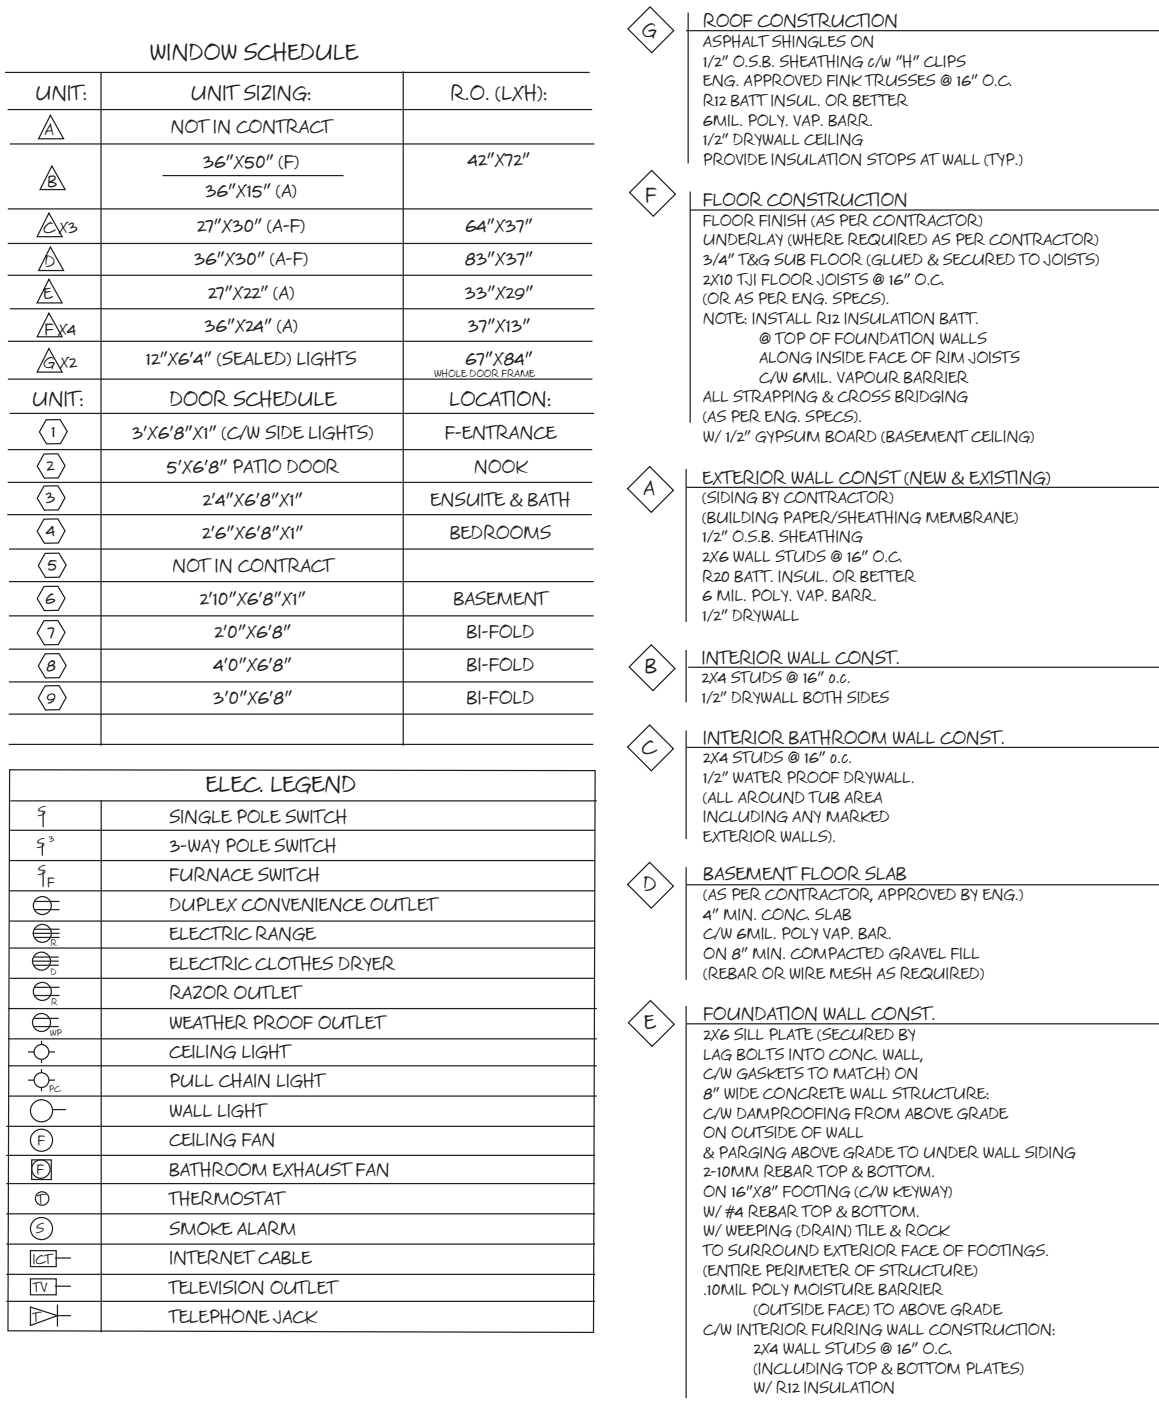 WINDOW SCHEDULE
UNIT: UNIT SIZING: R.O. (LXH):
A NOT IN CONTRACT
B 36"X50" (F) 42"X72"
36"X15" (A)
C X3 27"X30" (A-F) 64"X37"
D 36"X30" (A-F) 83"X37"
E 27"X22" (A) 33"X29"
F X4 36"X24" (A) 37"X13"
G X2 12"X6'4" (SEALED) LIGHTS 67"X84"
WHOLE DOOR FRAME
UNIT: DOOR SCHEDULE LOCATION:
1 3'X6'8"X1" (C/W SIDE LIGHTS) F-ENTRANCE
2 5'X6'8" PATIO DOOR NOOK
3 2'4"X6'8"X1" ENSUITE & BATH
4 2'6"X6'8"X1" BEDROOMS
5 NOT IN CONTRACT
6 2'10"X6'8"X1" BASEMENT
7 2'0"X6'8" BI-FOLD
8 4'0"X6'8" BI-FOLD
9 3'0"X6'8" BI-FOLD
ELEC. LEGEND
S SINGLE POLE SWITCH
S 3 3-WAY POLE SWITCH
S F FURNACE SWITCH
DUPLEX CONVENIENCE OUTLET
R ELECTRIC RANGE
D ELECTRIC CLOTHES DRYER
R RAZOR OUTLET
WP WEATHER PROOF OUTLET
CEILING LIGHT
PC PULL CHAIN LIGHT
WALL LIGHT
F CEILING FAN
F BATHROOM EXHAUST FAN
T THERMOSTAT
S SMOKE ALARM
ICT INTERNET CABLE
TV TELEVISION OUTLET
T TELEPHONE JACK
G ROOF CONSTRUCTION
ASPHALT SHINGLES ON
1/2" O.S.B. SHEATHING c/w "H" CLIPS
ENG. APPROVED FINK TRUSSES @ 16" O.C.
R12 BATT INSUL. OR BETTER
6MIL. POLY. VAP. BARR.
1/2" DRYWALL CEILING
PROVIDE INSULATION STOPS AT WALL (TYP.)
F FLOOR CONSTRUCTION
FLOOR FINISH (AS PER CONTRACTOR)
UNDERLAY (WHERE REQUIRED AS PER CONTRACTOR)
3/4" T&G SUB FLOOR (GLUED & SECURED TO JOISTS)
2X10 TJI FLOOR JOISTS @ 16" O.C.
(OR AS PER ENG. SPECS).
NOTE: INSTALL R12 INSULATION BATT.
@ TOP OF FOUNDATION WALLS
ALONG INSIDE FACE OF RIM JOISTS
C/W 6MIL. VAPOUR BARRIER
ALL STRAPPING & CROSS BRIDGING
(AS PER ENG. SPECS).
W/ 1/2" GYPSUM BOARD (BASEMENT CEILING)
A EXTERIOR WALL CONST (NEW & EXISTING)
(SIDING BY CONTRACTOR)
(BUILDING PAPER/SHEATHING MEMBRANE)
1/2" O.S.B. SHEATHING
2X6 WALL STUDS @ 16" O.C.
R20 BATT. INSUL. OR BETTER
6 MIL. POLY. VAP. BARR.
1/2" DRYWALL
B INTERIOR WALL CONST.
2X4 STUDS @ 16" o.c.
1/2" DRYWALL BOTH SIDES
C INTERIOR BATHROOM WALL CONST.
2X4 STUDS @ 16" o.c.
1/2" WATER PROOF DRYWALL.
(ALL AROUND TUB AREA
INCLUDING ANY MARKED
EXTERIOR WALLS).
D BASEMENT FLOOR SLAB
(AS PER CONTRACTOR, APPROVED BY ENG.)
4" MIN. CONC. SLAB
C/W 6MIL. POLY VAP. BAR.
ON 8" MIN. COMPACTED GRAVEL FILL
(REBAR OR WIRE MESH AS REQUIRED)
E FOUNDATION WALL CONST.
2X6 SILL PLATE (SECURED BY
LAG BOLTS INTO CONC. WALL,
C/W GASKETS TO MATCH) ON
8" WIDE CONCRETE WALL STRUCTURE:
C/W DAMPROOFING FROM ABOVE GRADE
ON OUTSIDE OF WALL
& PARGING ABOVE GRADE TO UNDER WALL SIDING
2-10MM REBAR TOP & BOTTOM.
ON 16"X8" FOOTING (C/W KEYWAY)
W/ #4 REBAR TOP & BOTTOM.
W/ WEEPING (DRAIN) TILE & ROCK
TO SURROUND EXTERIOR FACE OF FOOTINGS.
(ENTIRE PERIMETER OF STRUCTURE)
.10MIL POLY MOISTURE BARRIER
(OUTSIDE FACE) TO ABOVE GRADE
C/W INTERIOR FURRING WALL CONSTRUCTION:
2X4 WALL STUDS @ 16" O.C.
(INCLUDING TOP & BOTTOM PLATES)
W/ R12 INSULATION